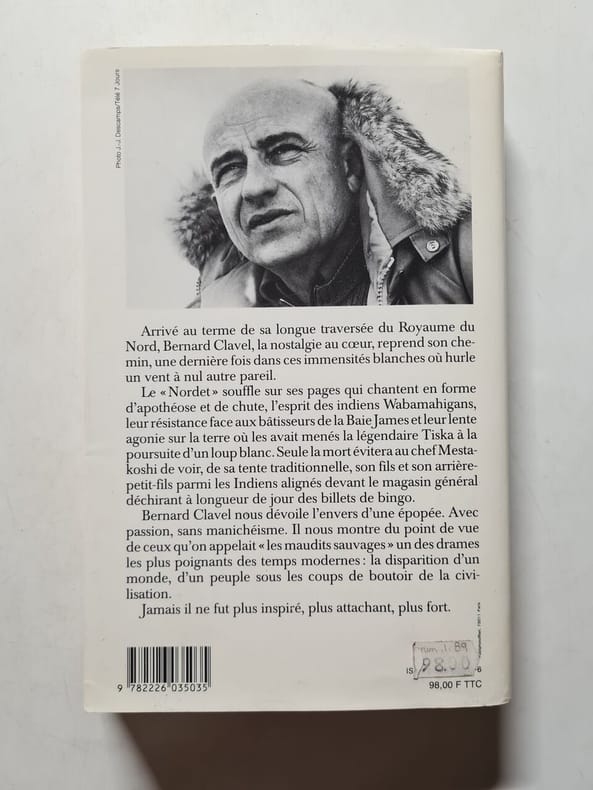 Photo J.-J. Descamps/Télé 7 Jours
Arrivé au terme de sa longue traversée du Royaume du
Nord, Bernard Clavel, la nostalgie au cœur, reprend son che-
min, une dernière fois dans ces immensités blanches où hurle
un vent à nul autre pareil.
Le « Nordet » souffle sur ses pages qui chantent en forme
d'apothéose et de chute, l'esprit des indiens Wabamahigans,
leur résistance face aux bâtisseurs de la Baie James et leur lente
agonie sur la terre où les avait menés la légendaire Tiska à la
poursuite d'un loup blanc. Seule la mort évitera au chef Mesta-
koshi de voir, de sa tente traditionnelle, son fils et son arrière-
petit-fils parmi les Indiens alignés devant le magasin général
déchirant à longueur de jour des billets de bingo.
Bernard Clavel nous dévoile l'envers d'une épopée. Avec
passion, sans manichéisme. Il nous montre du point de vue
de ceux qu'on appelait « les maudits sauvages » un des drames
les plus poignants des temps modernes : la disparition d'un
monde, d'un peuple sous les coups de boutoir de la civi-
lisation.
Jamais il ne fut plus inspiré, plus attachant, plus fort.
9 782226 035035
IS
98.00
-6
98,00 F TTC